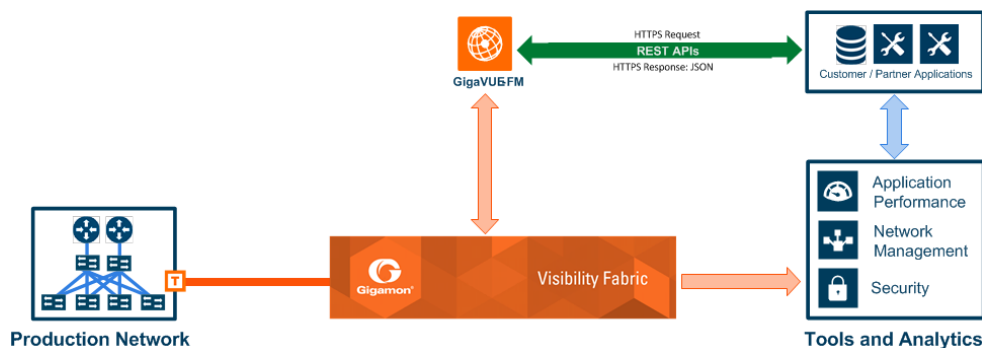 HTTPS Request
REST APIs
HTTPS Response: JSON
GigaVUE-FM
Customer / Partner Applications
Application
Performance
Network
Management
Security
T
Gigamon®
Visibility Fabric
Production Network
Tools and Analytics